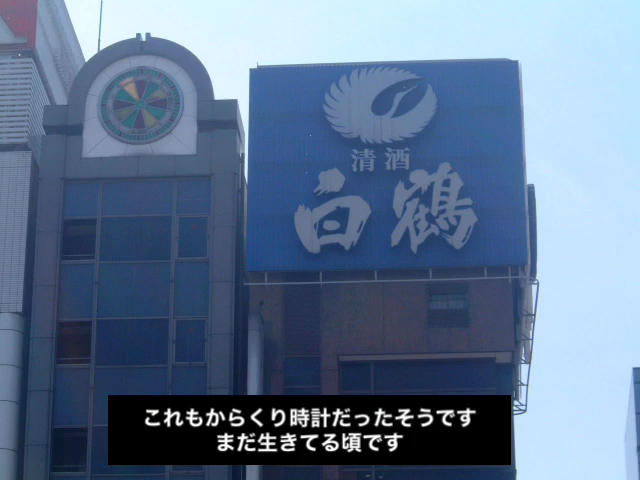 清酒
白鶴
これもからくり時計だったそうです
まだ生きてる頃です